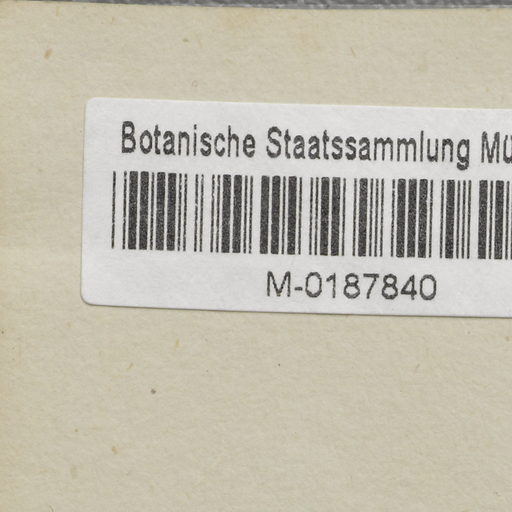 Botanische Staatssammlung Mü
M-0187840